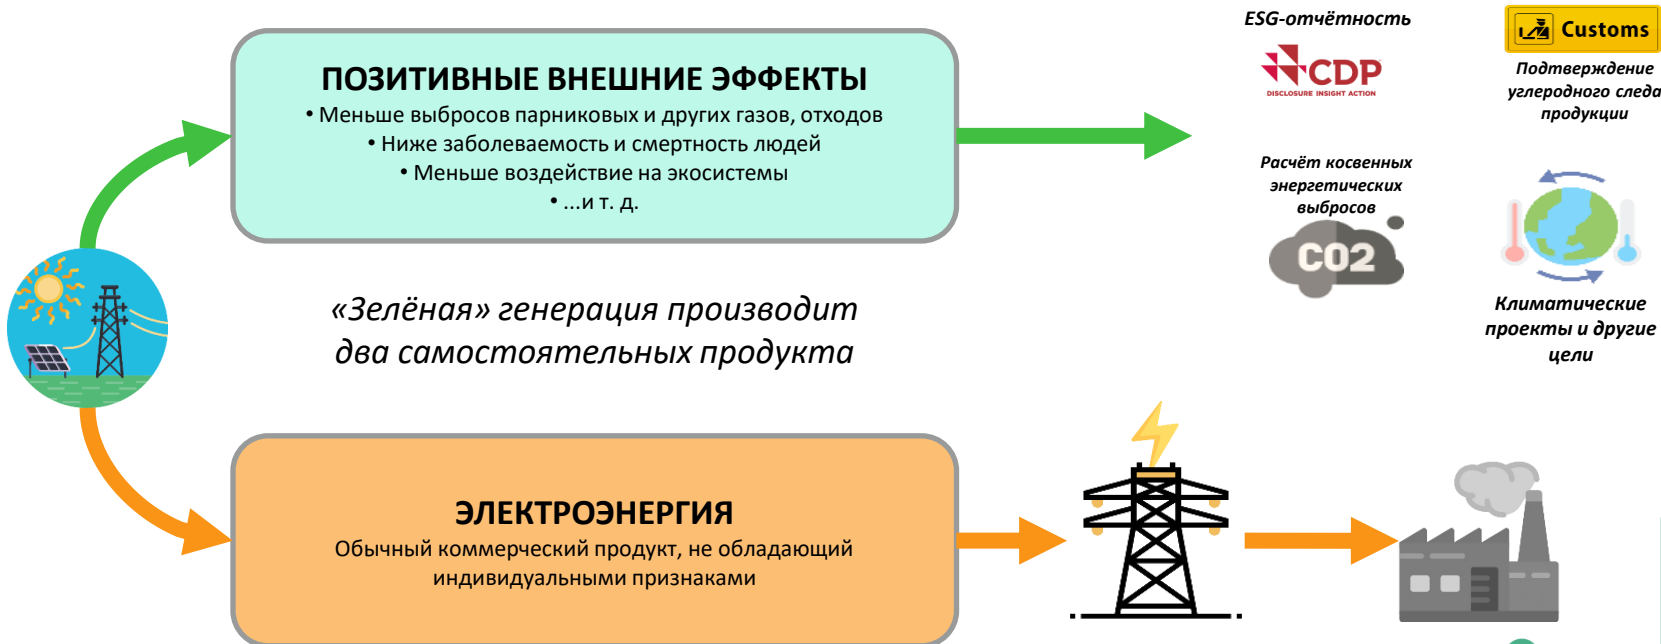 ПОЗИТИВНЫЕ ВНЕШНИЕ ЭФФЕКТЫ
• Меньше выбросов парниковых и других газов, отходов
• Ниже заболеваемость и смертность людей
• Меньше воздействие на экосистемы
• ...и т. д.
ESG-отчётность
CDP
DISCLOSURE INSIGHT ACTION
Customs
Подтверждение
углеродного следа
продукции
Расчёт косвенных
энергетических
выбросов
CO2
Климатические
проекты и другие
цели
«Зелёная» генерация производит
два самостоятельных продукта
ЭЛЕКТРОЭНЕРГИЯ
Обычный коммерческий продукт, не обладающий
индивидуальными признаками